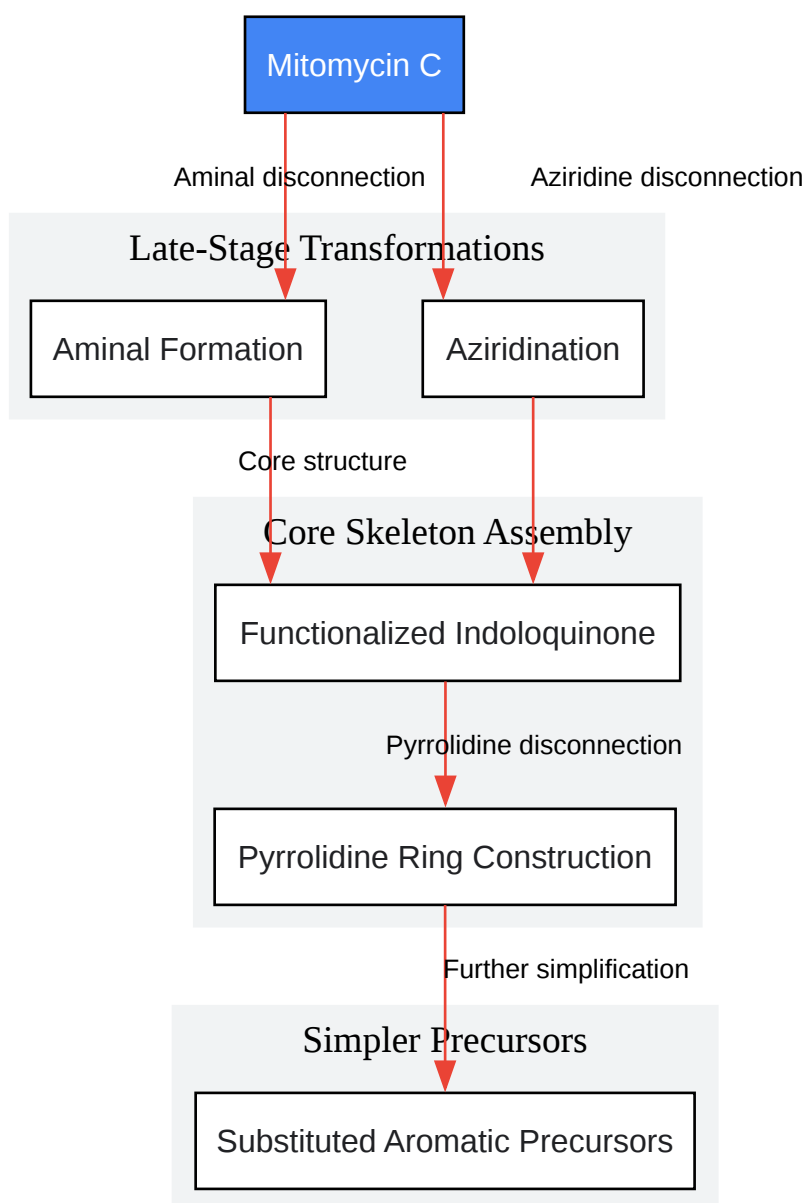 Mitomycin C
Aminal disconnection
Aziridine disconnection
Late-Stage Transformations
Aminal Formation
Aziridination
Core structure
Core Skeleton Assembly
Functionalized Indoloquinone
Pyrrolidine disconnection
Pyrrolidine Ring Construction
Further simplification
Simpler Precursors
Substituted Aromatic Precursors